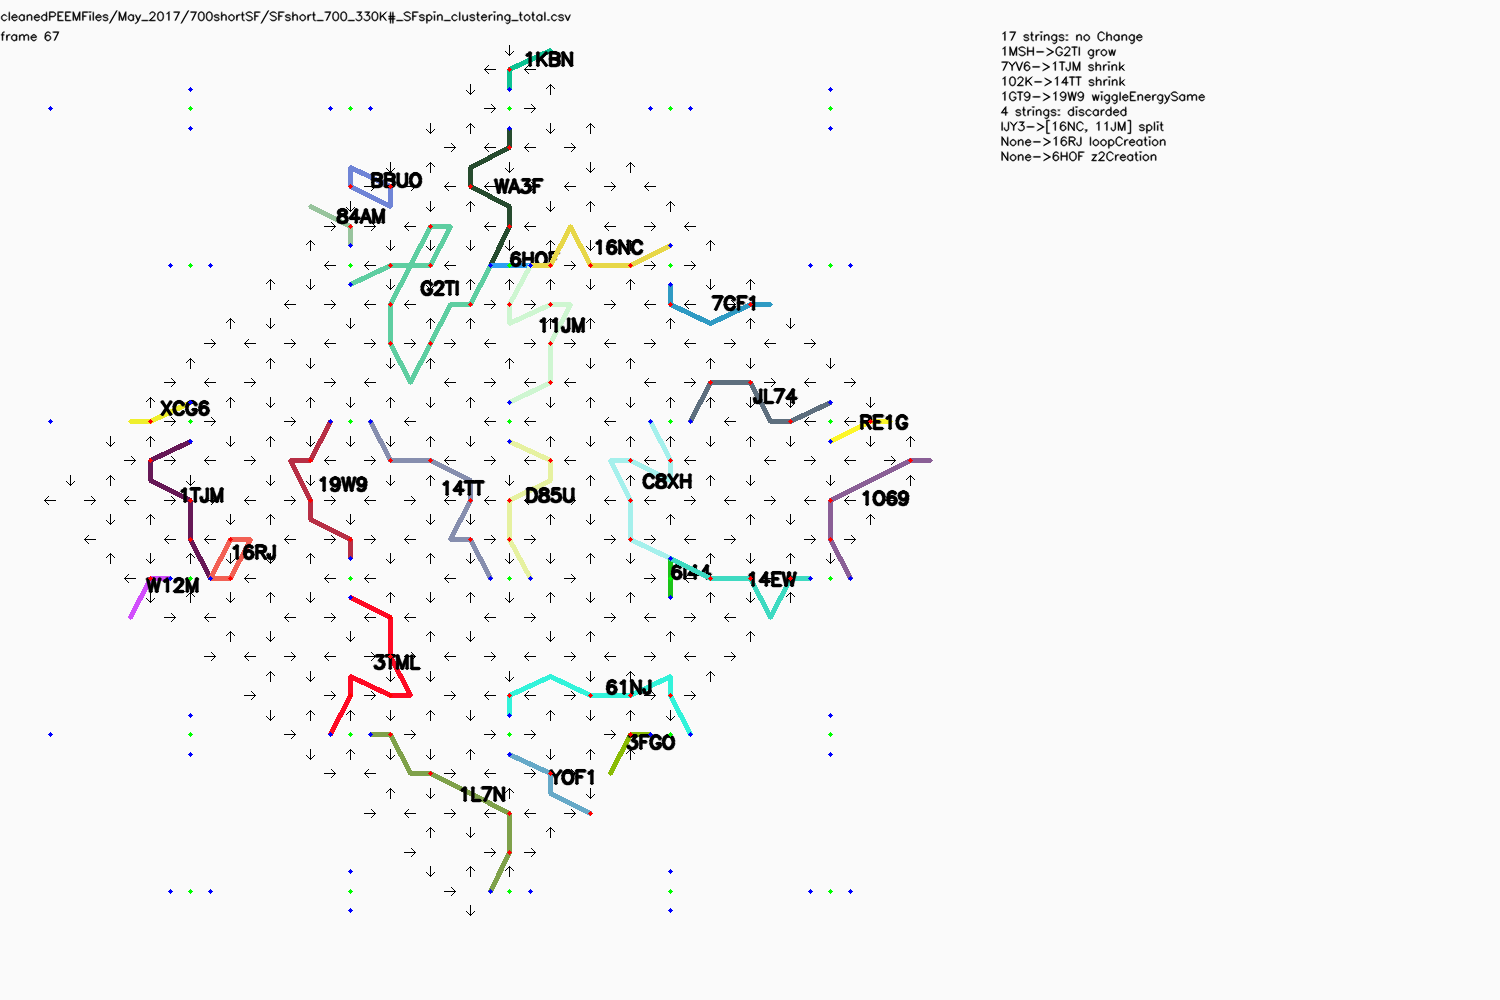 cleanedPEEMFiles/May_2017/700shortSF/SFshort_700_330K#_SFspin_clustering_total.csv
frame 67
17 strings: no Change
1MSH->G2TI grow
7YV6->1TJM shrink
1O2K->14TT shrink
1GT9->19W9 wiggleEnergySame
4 strings: discarded
IJY3->[16NC, 11JM] split
None->16RJ loopCreation
None->6HOF z2Creation
1KBN
BBUO
WA3F
84AM
16NC
6HOF
G2TI
7CF1
11JM
JL74
XCG6
RE1G
C8XH
19W9
14TT
1TJM
D85U
1O69
16RJ
6I44
14EW
W12M
3TML
61NJ
3FGO
YOF1
1L7N